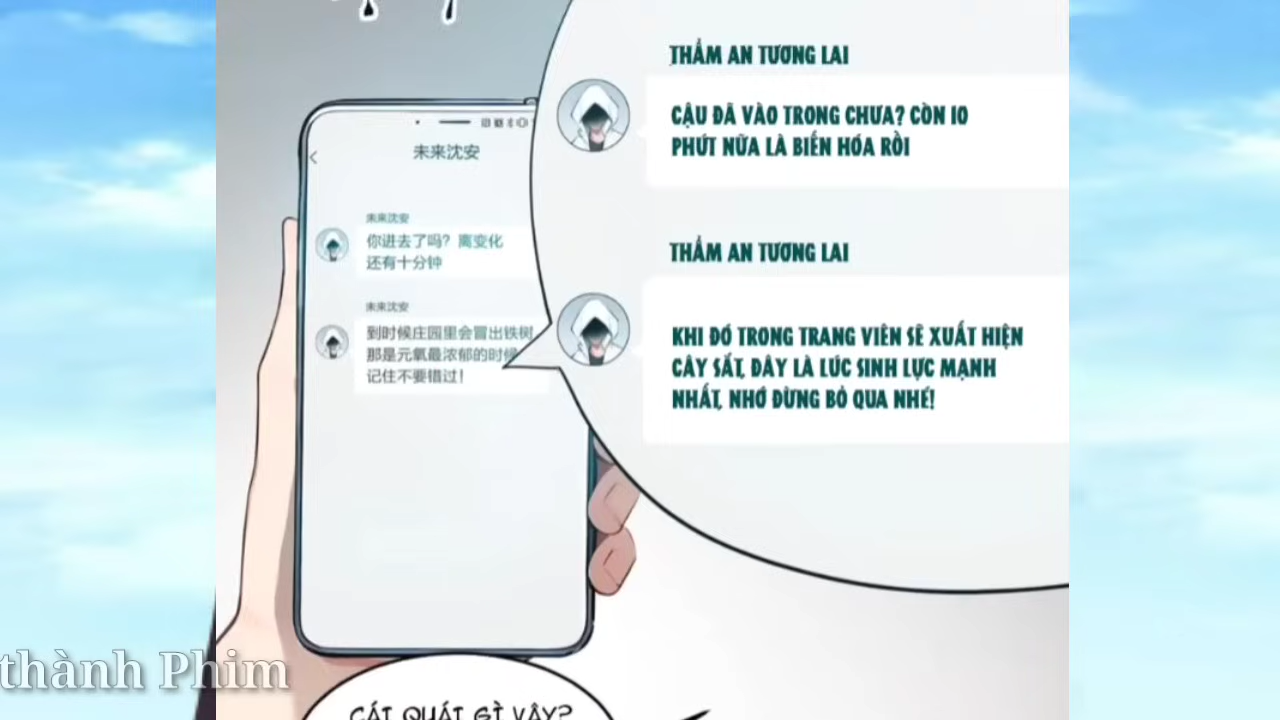 THẨM AN TƯƠNG LAI
CẬU ĐÃ VÀO TRONG CHƯA? CÒN 10
PHÚT NỮA LÀ BIẾN HÓA RỒI
THẨM AN TƯƠNG LAI
KHI ĐÓ TRONG TRANG VIÊN SẼ XUẤT HIỆN
CÂY SẮT, ĐÂY LÀ LÚC SINH LỰC MẠNH
NHẤT, NHỚ ĐỪNG BỎ QUA NHÉ!
未来沈安
未来沈安
你进去了吗？离变化
还有十分钟
未来沈安
到时候庄园里会冒出铁树
那是元氧最浓郁的时候
记住不要错过！
thành Phim
CÁI QUÁI GÌ VẬY?